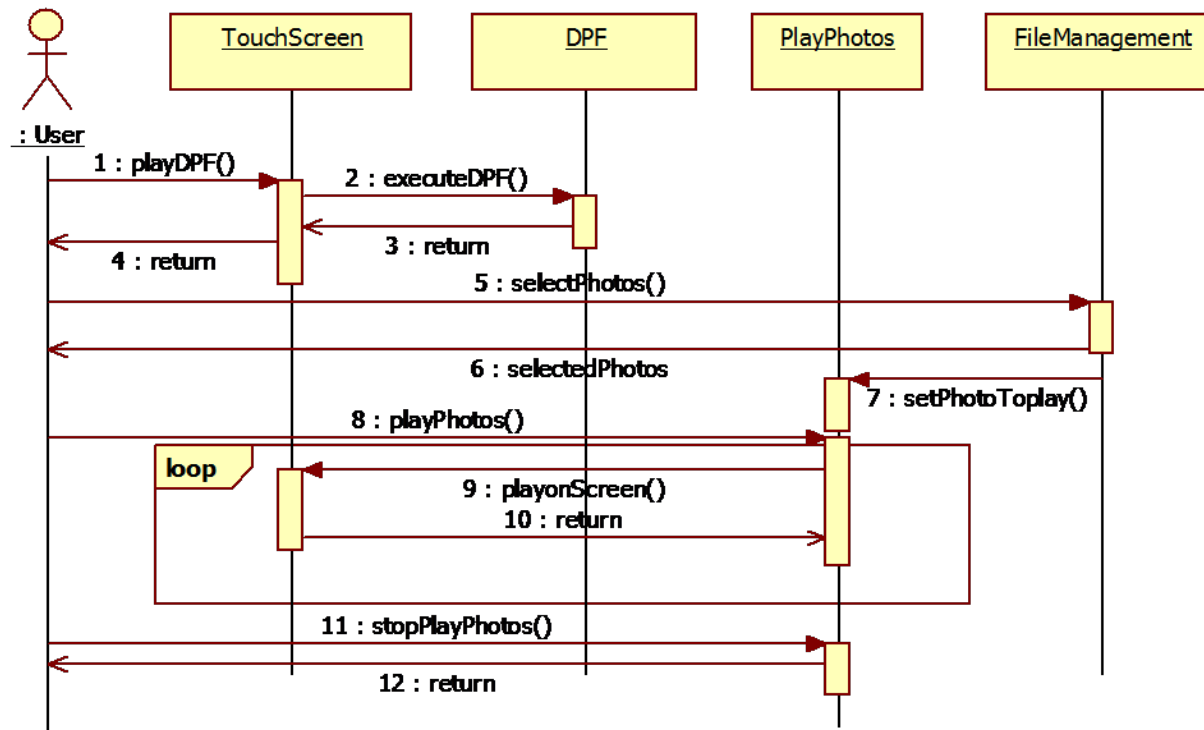 TouchScreen
DPF
PlayPhotos
FileManagement
: User
1 : playDPF()
2 : executeDPF()
3 : return
4 : return
5 : selectPhotos()
6 : selectedPhotos
7 : setPhotoToplay()
8 : playPhotos()
loop
9 : playonScreen()
10 : return
11 : stopPlayPhotos()
12 : return